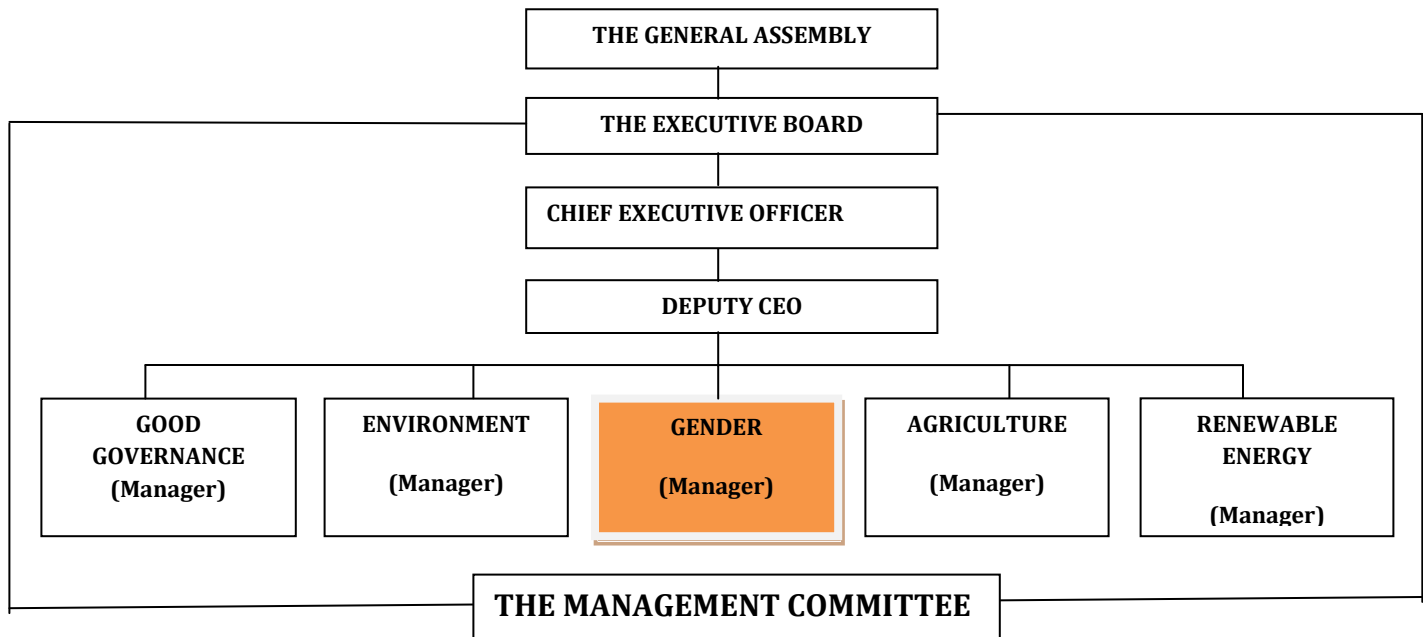 THE GENERAL ASSEMBLY
THE EXECUTIVE BOARD
CHIEF EXECUTIVE OFFICER
DEPUTY CEO
GOOD
GOVERNANCE
(Manager)
ENVIRONMENT
(Manager)
GENDER
(Manager)
AGRICULTURE
(Manager)
RENEWABLE
ENERGY
(Manager)
THE MANAGEMENT COMMITTEE